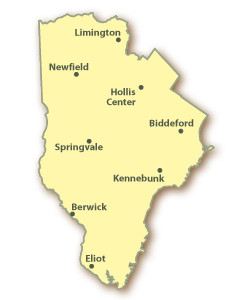 Limington
Newfield
Hollis
Center
Biddeford
Springvale
Kennebunk
Berwick
Eliot